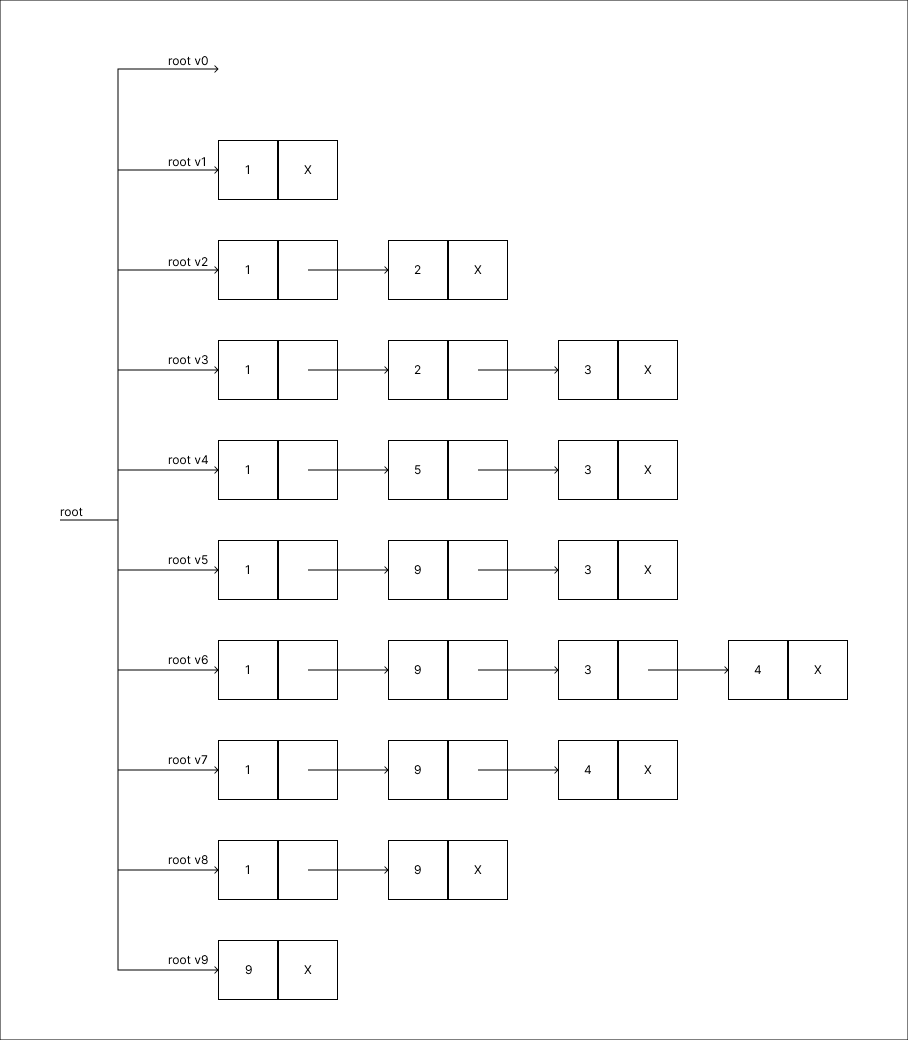 root v0
root v1
1 X
root v2
1 2 X
root v3
1 2 3 X
root v4
1 5 3 X
root
root v5
1 9 3 X
root v6
1 9 3 4 X
root v7
1 9 4 X
root v8
1 9 X
root v9
9 X